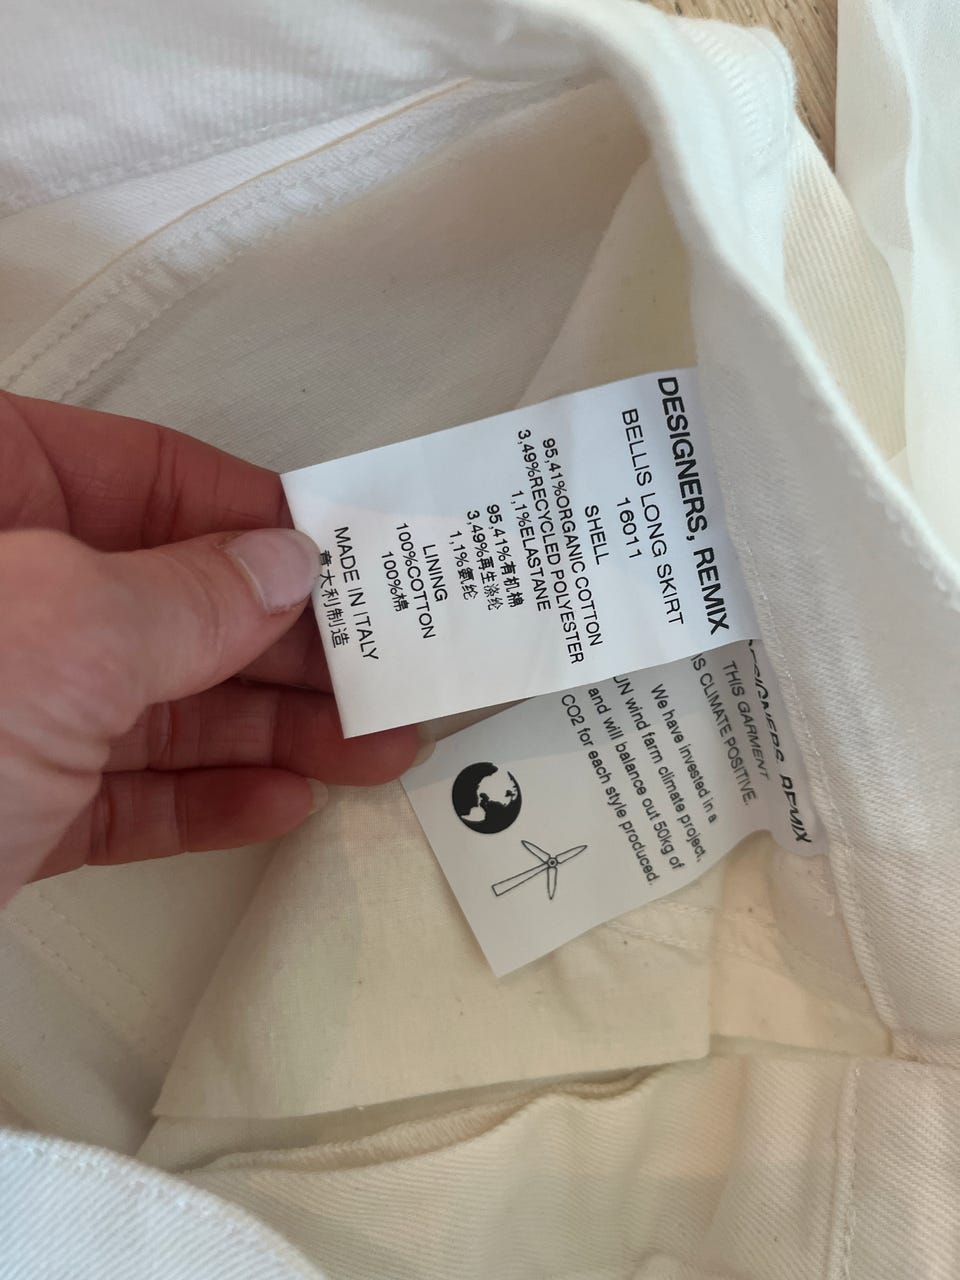 DESIGNERS, REMIX
BELLIS LONG SKIRT
16011
SHELL
95,41%ORGANIC COTTON
3,49%RECYCLED POLYESTER
1,1%ELASTANE
95,41%有机棉
3,49%再生涤纶
1,1%氨纶
LINING
100%COTTON
100%棉
MADE IN ITALY
意大利制造
REMIX
THIS GARMENT
IS CLIMATE POSITIVE.
We have invested in a
UN wind farm climate project,
and will balance out 50kg of
CO2 for each style produced.